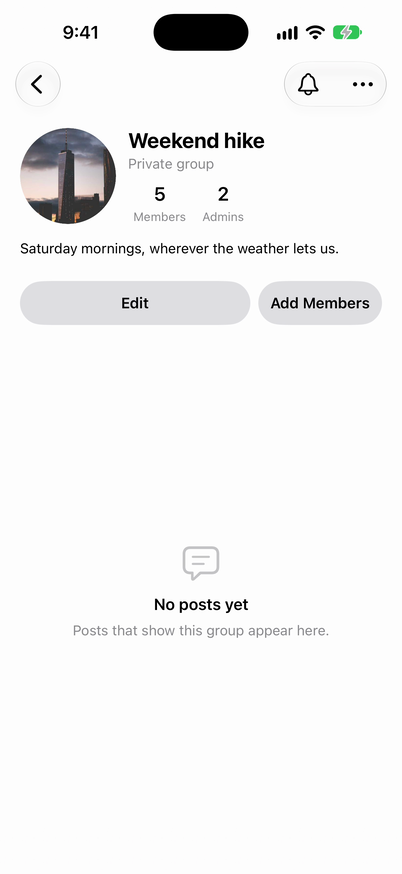 9:41
Weekend hike
Private group
5 2
Members Admins
Saturday mornings, wherever the weather lets us.
Edit Add Members
No posts yet
Posts that show this group appear here.